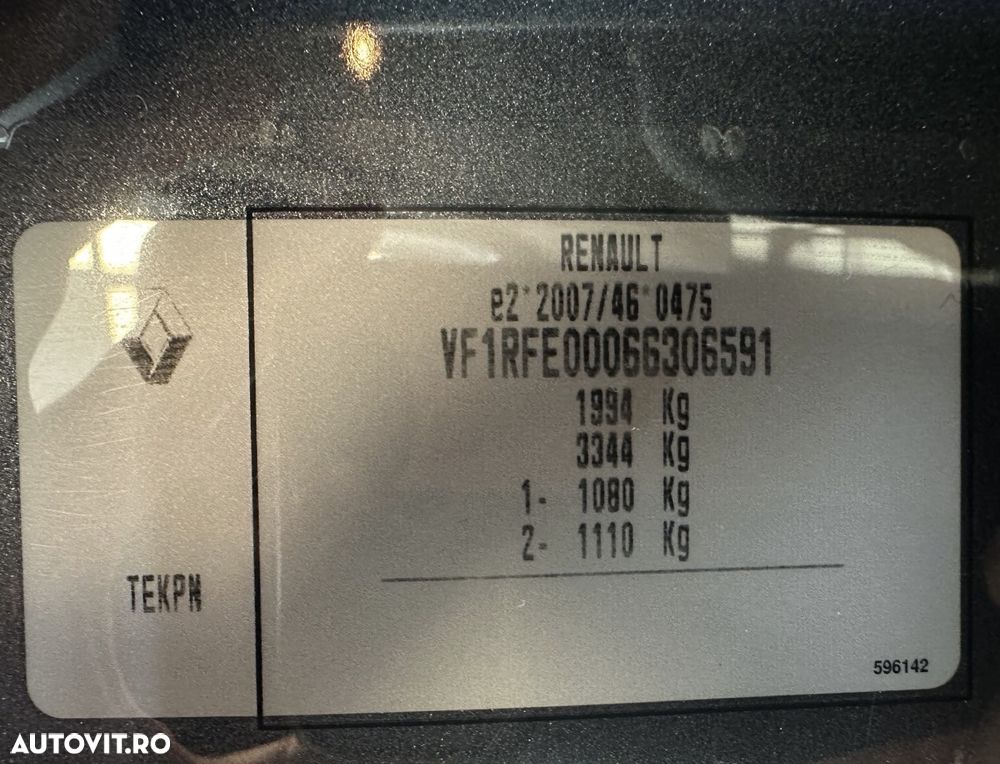 RENAULT
e2*2007/46*0475
VF1RFE00066306591
1994 Kg
3344 Kg
1- 1080 Kg
2- 1110 Kg
TEKPN
596142
AUTOVIT.RO